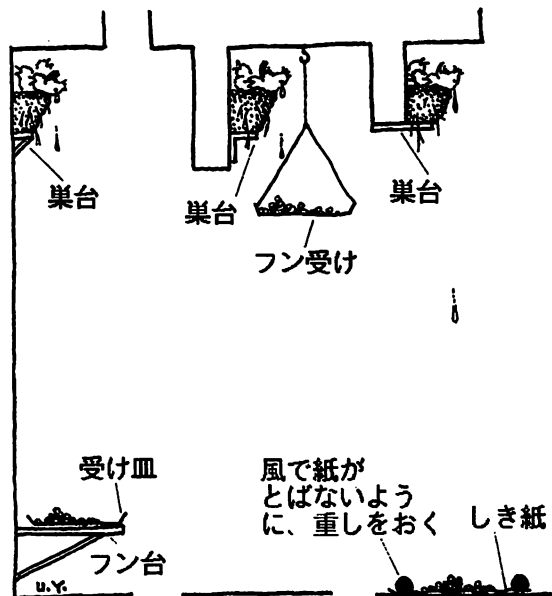 巣台
巣台
巣台
フン受け
受け皿
フン台
風で紙が
とばないよう
に、重しをおく
しき紙
U.Y.